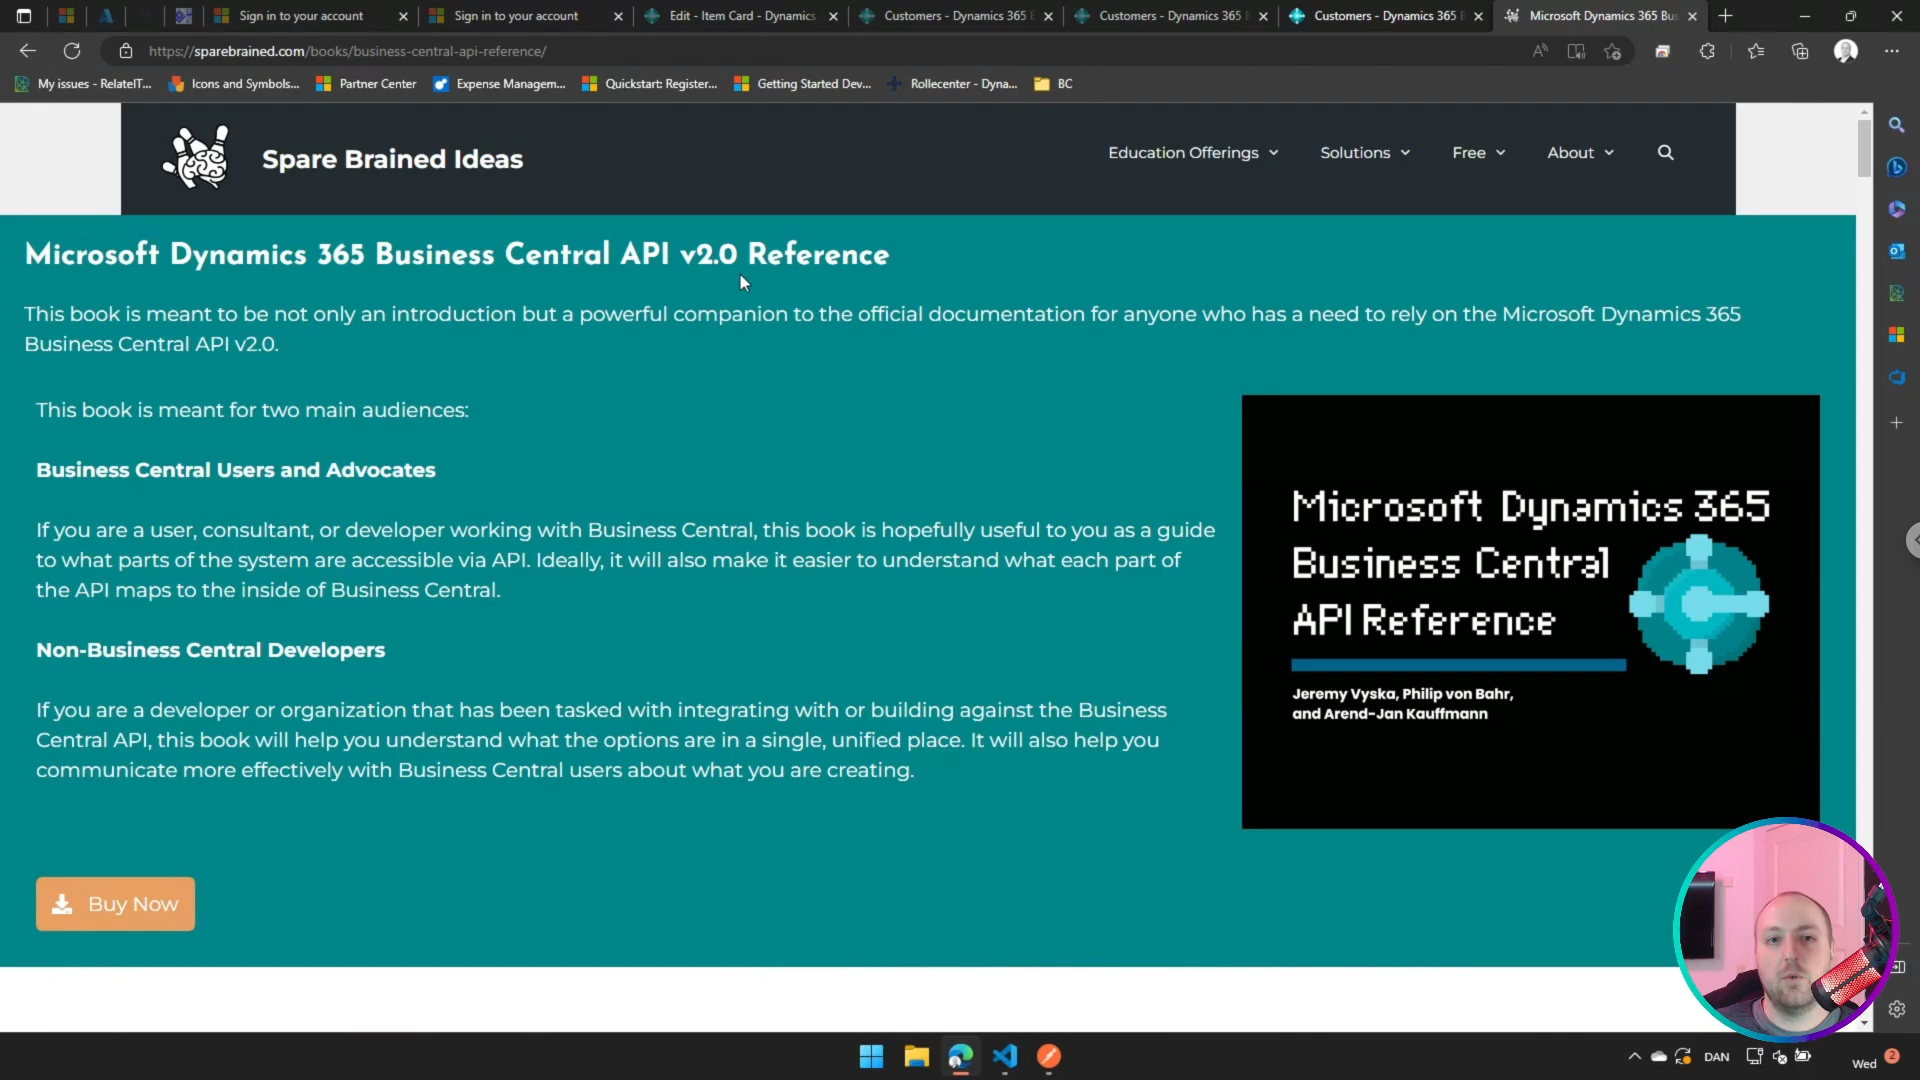 Sign in to your account
Sign in to your account
Edit - Item Card - Dynamics
Customers - Dynamics 365
Customers - Dynamics 365
Customers - Dynamics 365
Microsoft Dynamics 365 Bus
https://sparebrained.com/books/business-central-api-reference/
My issues - RelateIT...
Icons and Symbols...
Partner Center
Expense Managem...
Quickstart: Register...
Getting Started Dev...
Rollecenter - Dyna...
BC
Spare Brained Ideas
Education Offerings
Solutions
Free
About
Microsoft Dynamics 365 Business Central API v2.0 Reference
This book is meant to be not only an introduction but a powerful companion to the official documentation for anyone who has a need to rely on the Microsoft Dynamics 365
Business Central API v2.0.
This book is meant for two main audiences:
Business Central Users and Advocates
If you are a user, consultant, or developer working with Business Central, this book is hopefully useful to you as a guide
to what parts of the system are accessible via API. Ideally, it will also make it easier to understand what each part of
the API maps to the inside of Business Central.
Non-Business Central Developers
If you are a developer or organization that has been tasked with integrating with or building against the Business
Central API, this book will help you understand what the options are in a single, unified place. It will also help you
communicate more effectively with Business Central users about what you are creating.
Microsoft Dynamics 365
Business Central
API Reference
Jeremy Vyska, Philip von Bahr,
and Arend-Jan Kauffmann
Buy Now
DAN
Wed
2